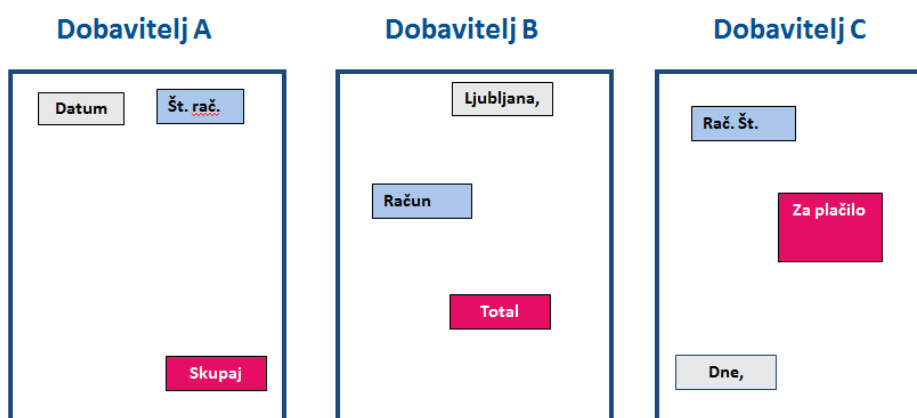 Dobavitelj A
Datum
Št. rač.
Skupaj
Dobavitelj B
Ljubljana,
Račun
Total
Dobavitelj C
Rač. Št.
Za plačilo
Dne,